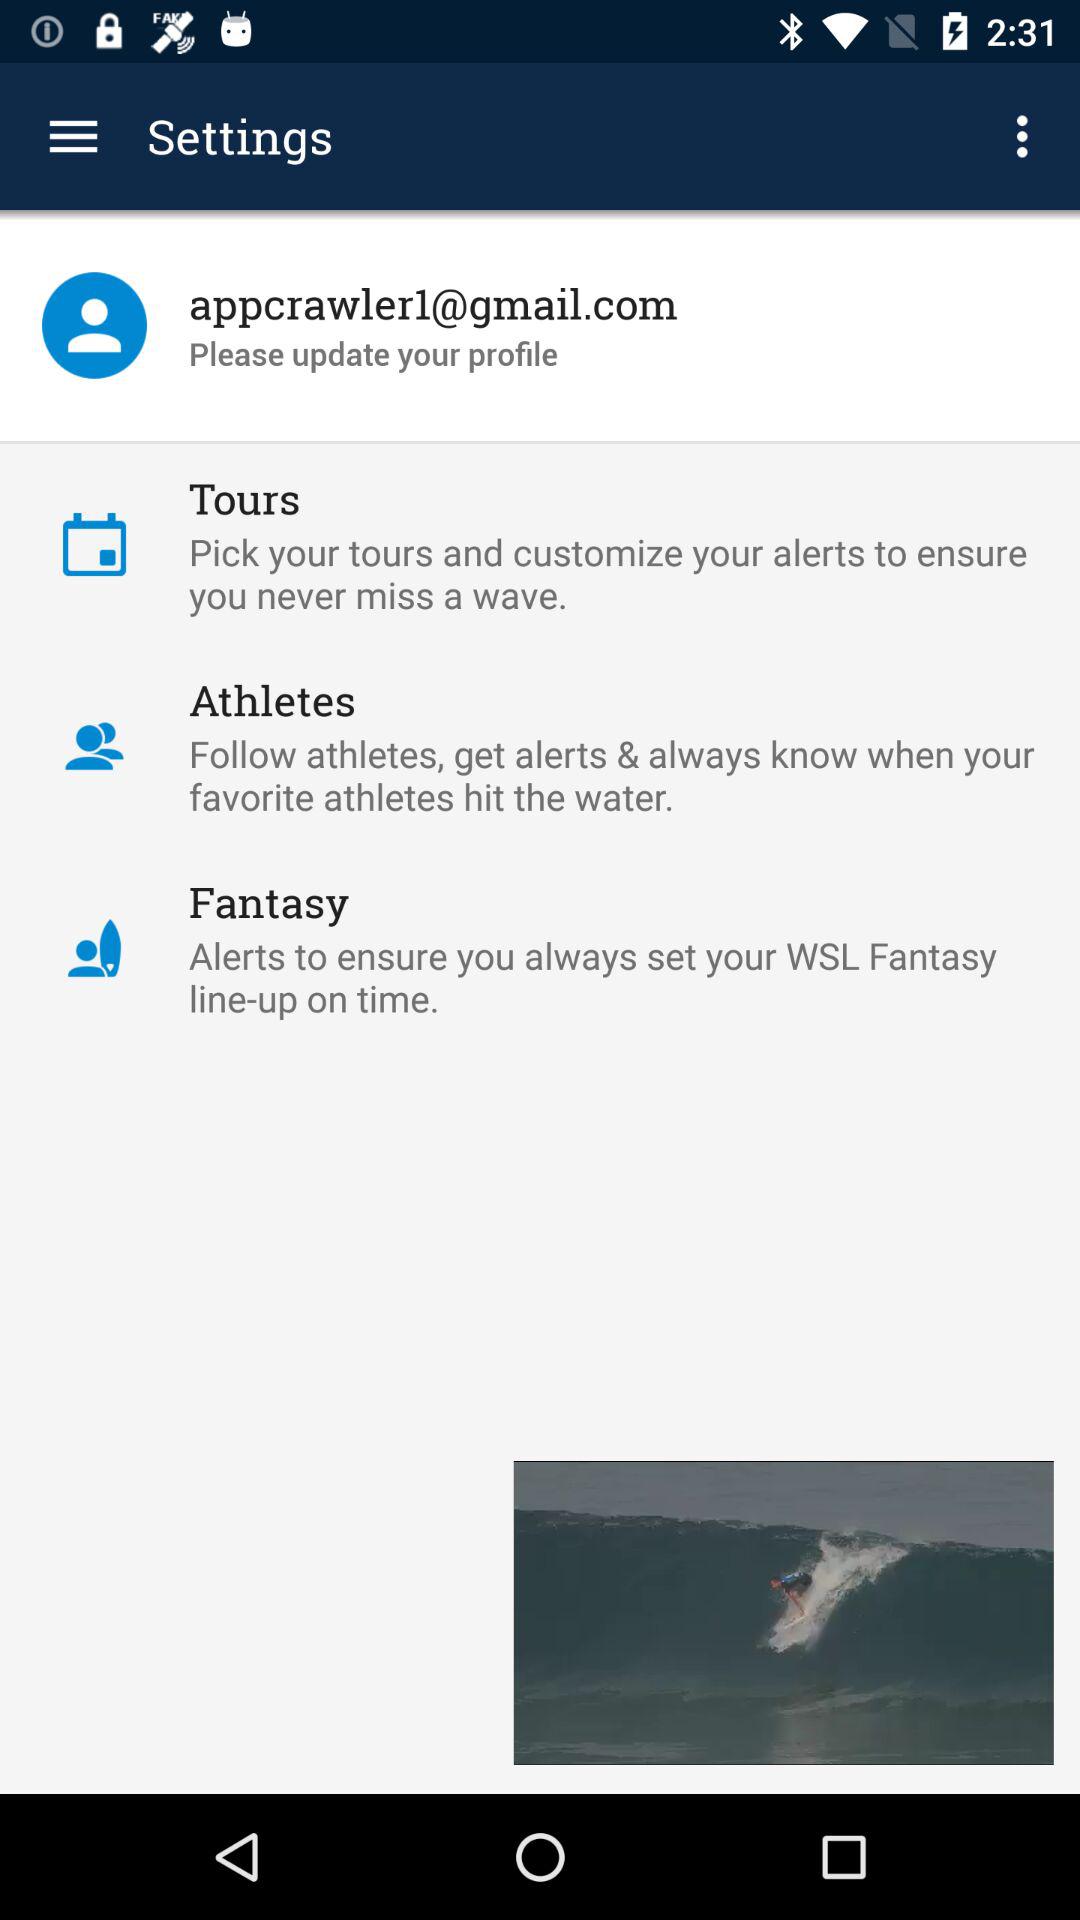 FAKE
2:31
Settings
appcrawler1@gmail.com
Please update your profile
Tours
Pick your tours and customize your alerts to ensure
you never miss a wave.
Athletes
Follow athletes, get alerts & always know when your
favorite athletes hit the water.
Fantasy
Alerts to ensure you always set your WSL Fantasy
line-up on time.